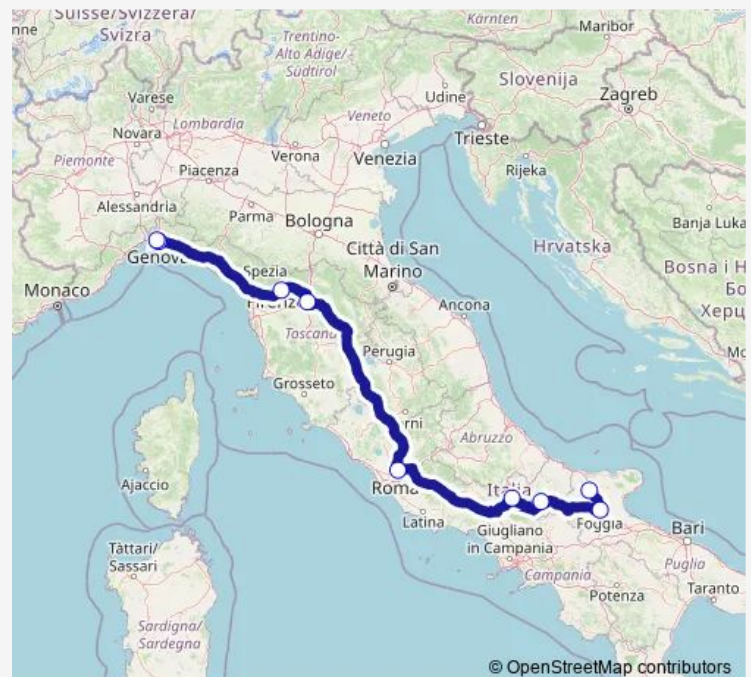 Suisse/Svizzera/
Svizra
Kärnten
Maribor
Trentino-
Alto Adige/
Südtirol
Slovenija
Udine
Zagreb
Varese
Lombardia
Veneto
Novara
Verona
Venezia
Trieste
Piemonte
Piacenza
Rijeka
Alessandria
Parma
Bologna
Banja Luka
Genova
Città di San
Marino
Hrvatska
Spezia
Bosna i H
Monaco
Firenze
Ancona
Toscana
Perugia
Grosseto
rni
Abruzzo
Ajaccio
Roma
Italia
Latina
Foggia
Giugliano
in Campania
Bari
Tàttari/
Sassari
Campania
Puglia
Potenza
Taranto
Sardigna/
Sardegna
© OpenStreetMap contributors